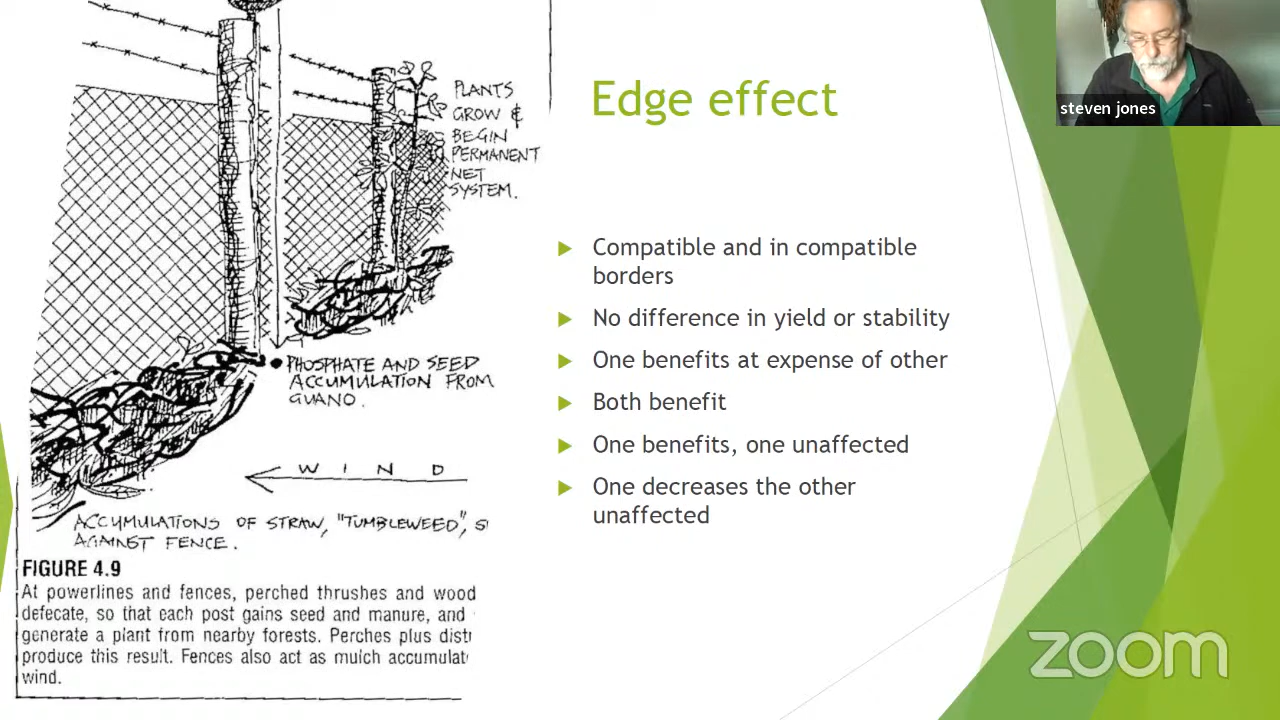 PLANTS
GROW &
BEGIN
PERMANENT
NET
SYSTEM.
PHOSPHATE AND SEED
ACCUMULATION FROM
GUANO.
WIND
ACCUMULATIONS OF STRAW, "TUMBLEWEED", S
AGAINST FENCE.
FIGURE 4.9
At powerlines and fences, perched thrushes and wood
defecate, so that each post gains seed and manure, and
generate a plant from nearby forests. Perches plus distu
produce this result. Fences also act as mulch accumulat
wind.
Edge effect
Compatible and in compatible
borders
No difference in yield or stability
One benefits at expense of other
Both benefit
One benefits, one unaffected
One decreases the other
unaffected
steven jones
zoom